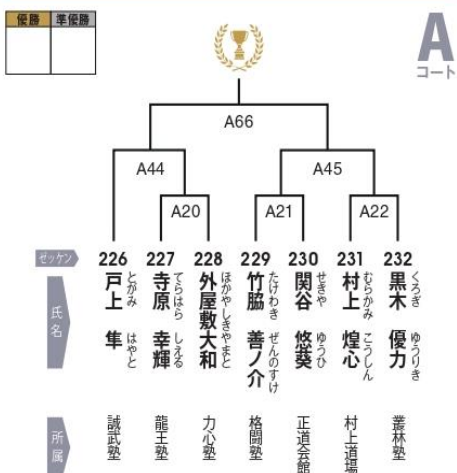 優勝 準優勝
A
コート
A66
A44 A45
A20 A21 A22
ゼッケン 226 227 228 229 230 231 232
氏名
戸上 隼 とがみ はやと
寺原 幸輝 てらはら しえる
外屋敷大和 ほかやしきやまと
竹脇 善ノ介 たけわき ぜんのすけ
関谷 悠葵 せきや ゆうひ
村上 煌心 むらかみ こうしん
黒木 優力 くろぎ ゆうりき
所属
誠武塾
龍王塾
力心塾
格闘塾
正道会館
村上道場
叢林塾